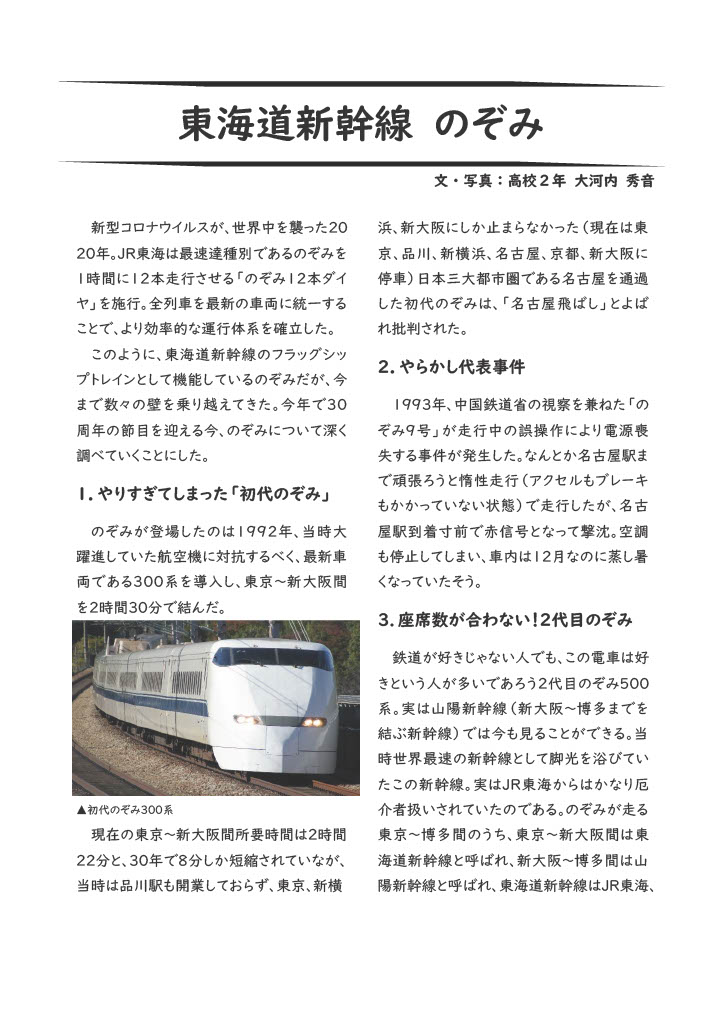 東海道新幹線 のぞみ
文・写真：高校２年 大河内 秀音
新型コロナウイルスが、世界中を襲った20
20年。JR東海は最速達種別であるのぞみを
1時間に12本走行させる「のぞみ12本ダイ
ヤ」を施行。全列車を最新の車両に統一する
ことで、より効率的な運行体系を確立した。
このように、東海道新幹線のフラッグシッ
プトレインとして機能しているのぞみだが、今
まで数々の壁を乗り越えてきた。今年で30
周年の節目を迎える今、のぞみについて深く
調べていくことにした。
1. やりすぎてしまった「初代のぞみ」
のぞみが登場したのは1992年、当時大
躍進していた航空機に対抗するべく、最新車
両である300系を導入し、東京～新大阪間
を2時間30分で結んだ。
▲初代のぞみ300系
現在の東京～新大阪間所要時間は2時間
22分と、30年で8分しか短縮されていなが、
当時は品川駅も開業しておらず、東京、新横
浜、新大阪にしか止まらなかった（現在は東
京、品川、新横浜、名古屋、京都、新大阪に
停車）日本三大都市圏である名古屋を通過
した初代のぞみは、「名古屋飛ばし」とよば
れ批判された。
2. やらかし代表事件
1993年、中国鉄道省の視察を兼ねた「の
ぞみ9号」が走行中の誤操作により電源喪
失する事件が発生した。なんとか名古屋駅ま
で頑張ろうと惰性走行（アクセルもブレーキ
もかかっていない状態）で走行したが、名古
屋駅到着寸前で赤信号となって撃沈。空調
も停止してしまい、車内は12月なのに蒸し暑
くなっていたそう。
3. 座席数が合わない！2代目のぞみ
鉄道が好きじゃない人でも、この電車は好
きという人が多いであろう2代目のぞみ500
系。実は山陽新幹線（新大阪～博多までを
結ぶ新幹線）では今も見ることができる。当
時世界最速の新幹線として脚光を浴びてい
たこの新幹線。実はJR東海からはかなり厄
介者扱いされていたのである。のぞみが走る
東京～博多間のうち、東京～新大阪間は東
海道新幹線と呼ばれ、新大阪～博多間は山
陽新幹線と呼ばれ、東海道新幹線はJR東海、